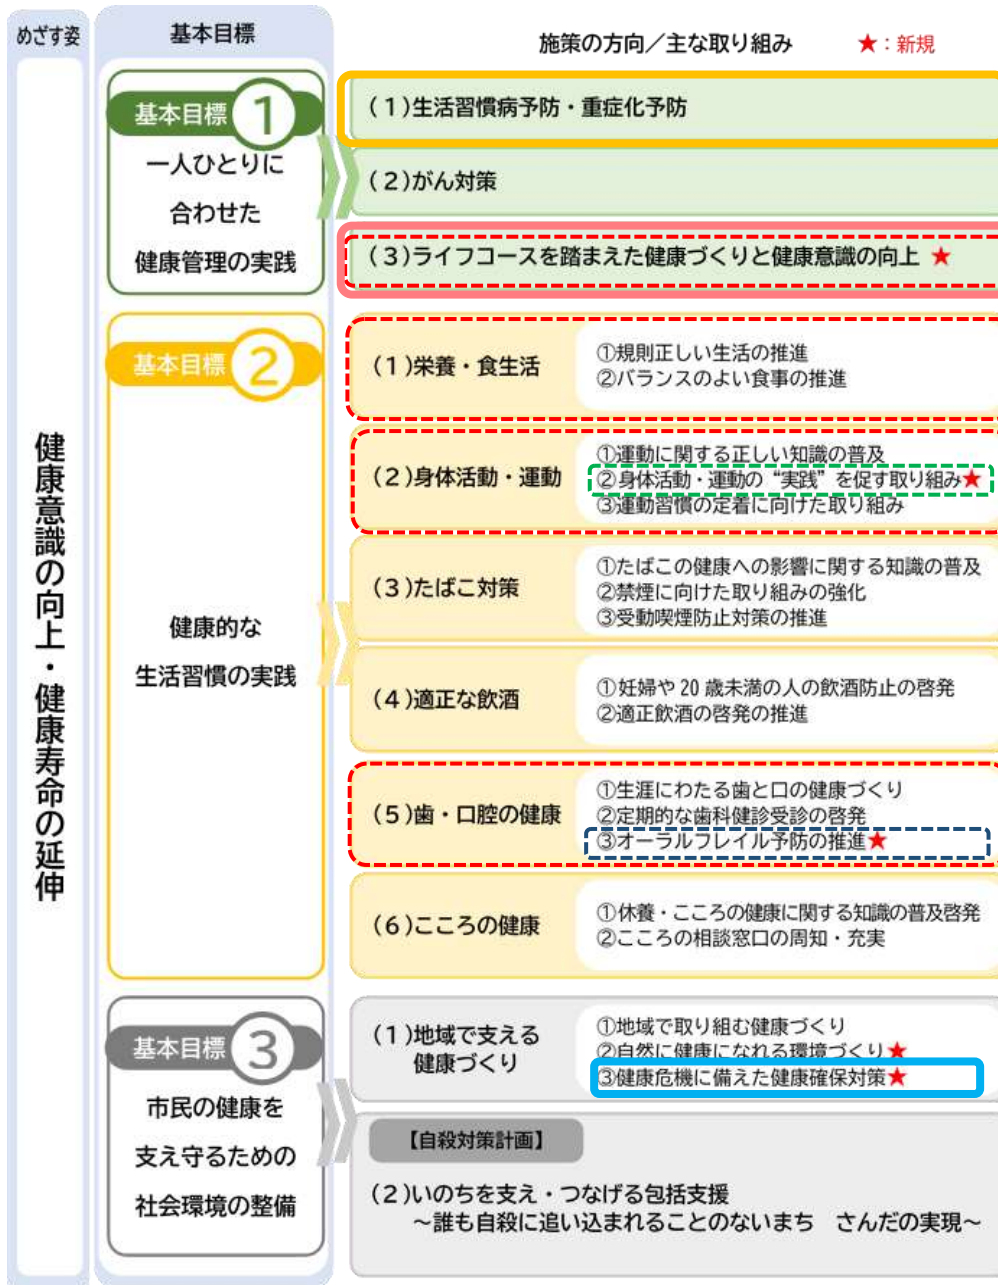 めざす姿
基本目標
施策の方向／主な取り組み
★：新規
健康意識の向上・健康寿命の延伸
基本目標 1
一人ひとりに
合わせた
健康管理の実践
(1)生活習慣病予防・重症化予防
(2)がん対策
(3)ライフコースを踏まえた健康づくりと健康意識の向上 ★
基本目標 2
健康的な
生活習慣の実践
(1)栄養・食生活
①規則正しい生活の推進
②バランスのよい食事の推進
(2)身体活動・運動
①運動に関する正しい知識の普及
②身体活動・運動の“実践”を促す取り組み★
③運動習慣の定着に向けた取り組み
(3)たばこ対策
①たばこの健康への影響に関する知識の普及
②禁煙に向けた取り組みの強化
③受動喫煙防止対策の推進
(4)適正な飲酒
①妊婦や20歳未満の人の飲酒防止の啓発
②適正飲酒の啓発の推進
(5)歯・口腔の健康
①生涯にわたる歯と口の健康づくり
②定期的な歯科健診受診の啓発
③オーラルフレイル予防の推進★
(6)こころの健康
①休養・こころの健康に関する知識の普及啓発
②こころの相談窓口の周知・充実
基本目標 3
市民の健康を
支え守るための
社会環境の整備
(1)地域で支える
健康づくり
①地域で取り組む健康づくり
②自然に健康になれる環境づくり★
③健康危機に備えた健康確保対策★
【自殺対策計画】
(2)いのちを支え・つなげる包括支援
～誰も自殺に追い込まれることのないまち　さんだの実現～